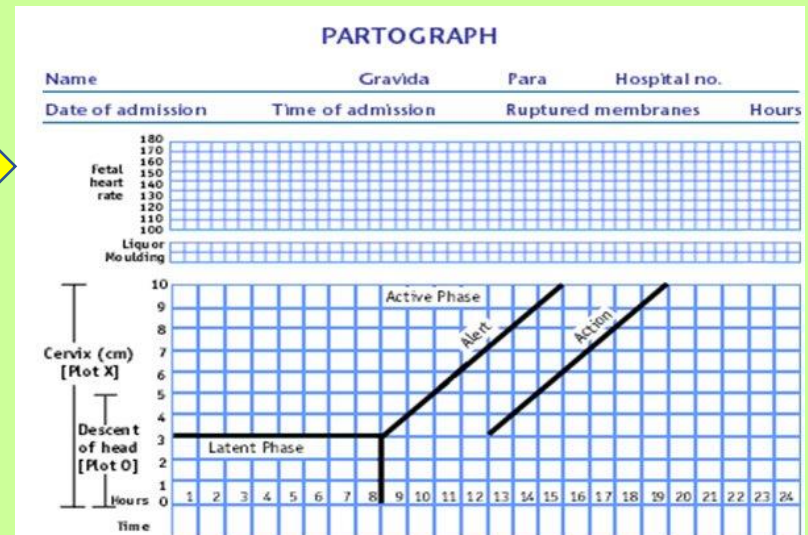 PARTOGRAPH
Name Gravida Para Hospital no.
Date of admission Time of admission Ruptured membranes Hours
Fetal heart rate
180
170
160
150
140
130
120
110
100
Liquor
Moulding
Cervix (cm)
[Plot X]
Descent
of head
[Plot O]
10
9
8
7
6
5
4
3
2
1
0
Active Phase
Alert
Action
Latent Phase
Hours 1 2 3 4 5 6 7 8 9 10 11 12 13 14 15 16 17 18 19 20 21 22 23 24
Time